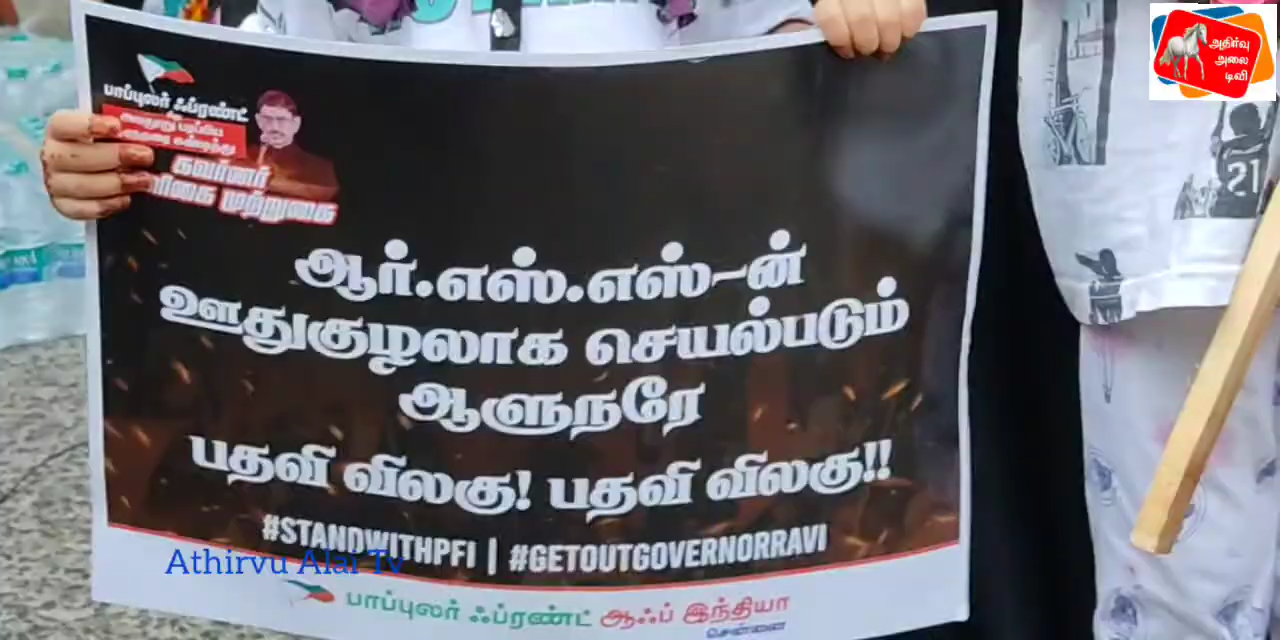 அதிர்வு
அலை
டிவி
பாப்புலர் ஃப்ரண்ட்
கவர்னர்
ஆர்.எஸ்.எஸ்-ன்
ஊதுகுழலாக செயல்படும்
ஆளுநரே
பதவி விலகு! பதவி விலகு!!
#STANDWITHPFI | #GETOUTGOVERNORRAVI
Athirvu Alai Tv
பாப்புலர் ஃப்ரண்ட் ஆஃப் இந்தியா
சென்னை
21